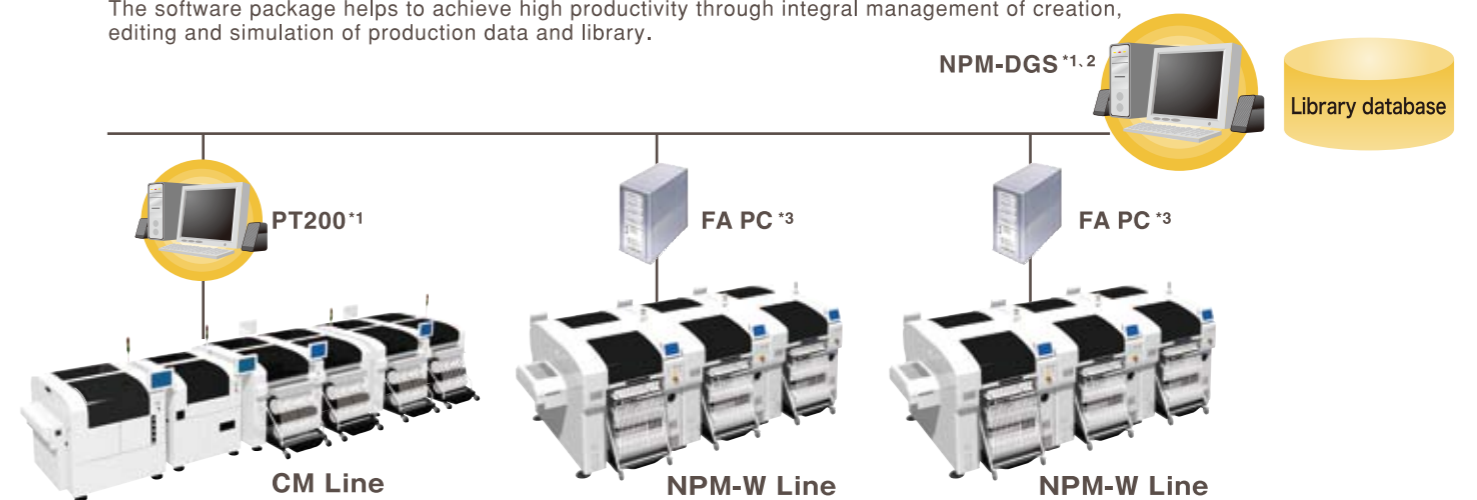 The software package helps to achieve high productivity through integral management of creation,
editing and simulation of production data and library.
NPM-DGS *1、2
Library database
PT200 *1
FA PC *3
FA PC *3
CM Line
NPM-W Line
NPM-W Line